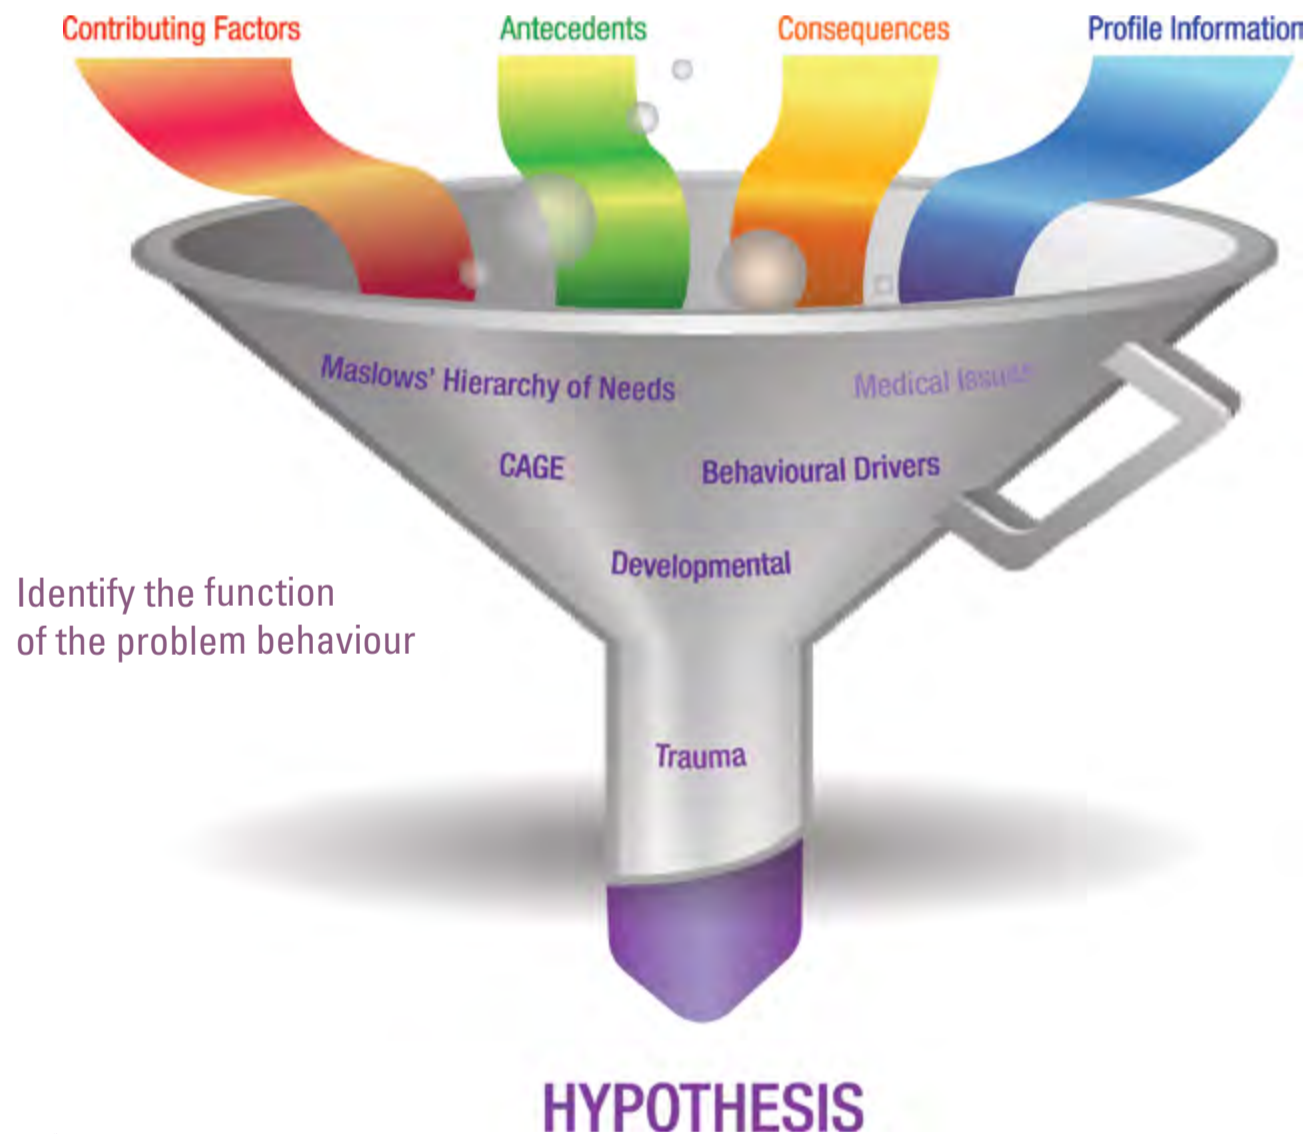 Contributing Factors
Antecedents
Consequences
Profile Information
Maslows' Hierarchy of Needs
Medical Issues
CAGE
Behavioural Drivers
Developmental
Identify the function
of the problem behaviour
Trauma
HYPOTHESIS